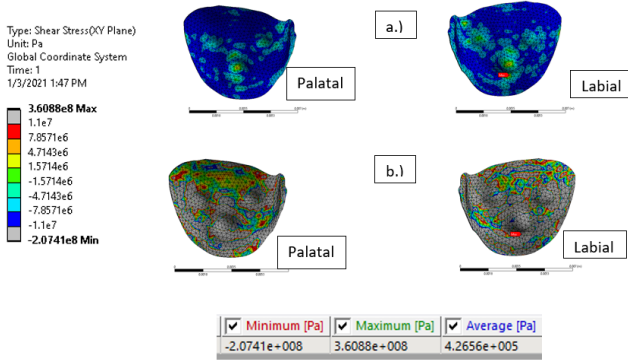 Type: Shear Stress(XY Plane)
Unit: Pa
Global Coordinate System
Time: 1
1/3/2021 1:47 PM
3.6088e8 Max
1.1e7
7.8571e6
4.7143e6
1.5714e6
-1.5714e6
-4.7143e6
-7.8571e6
-1.1e7
-2.0741e8 Min
a.)
Palatal
Labial
b.)
Palatal
Labial
Minimum [Pa] Maximum [Pa] Average [Pa]
-2.0741e+008 3.6088e+008 4.2656e+005